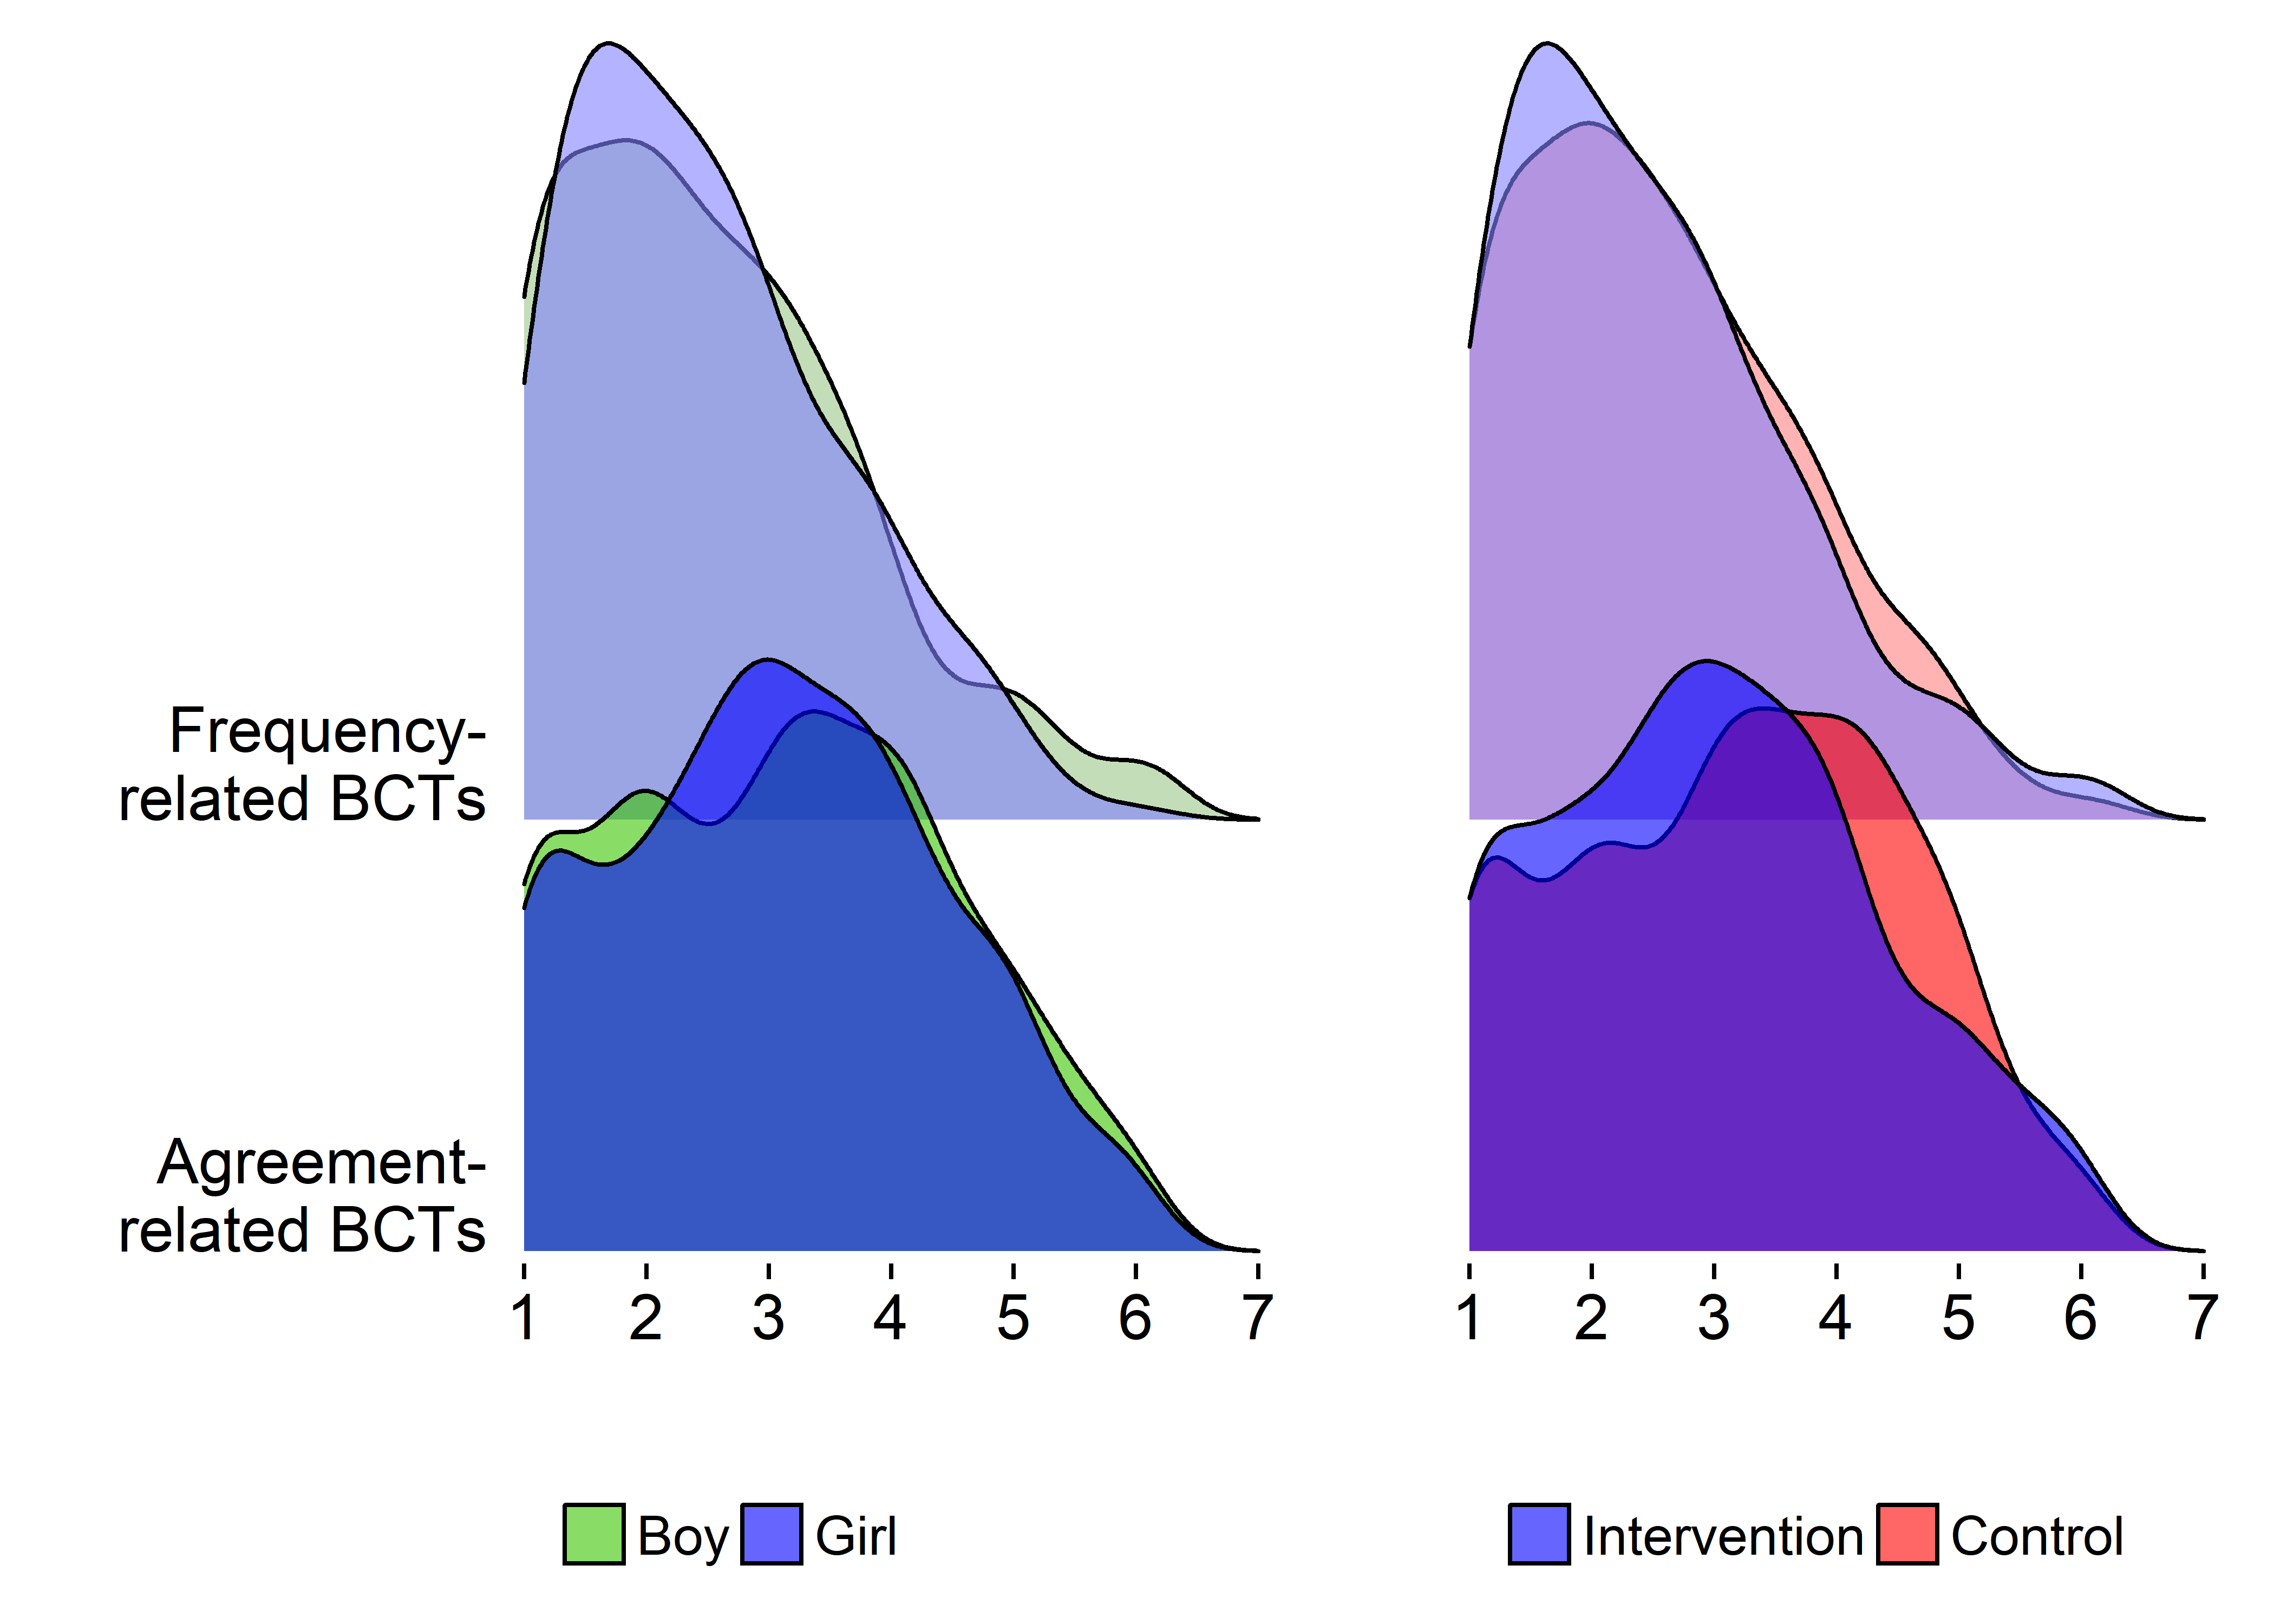 Frequency-
related BCTs
Agreement-
related BCTs
1 2 3 4 5 6 7
1 2 3 4 5 6 7
Boy Girl
Intervention Control